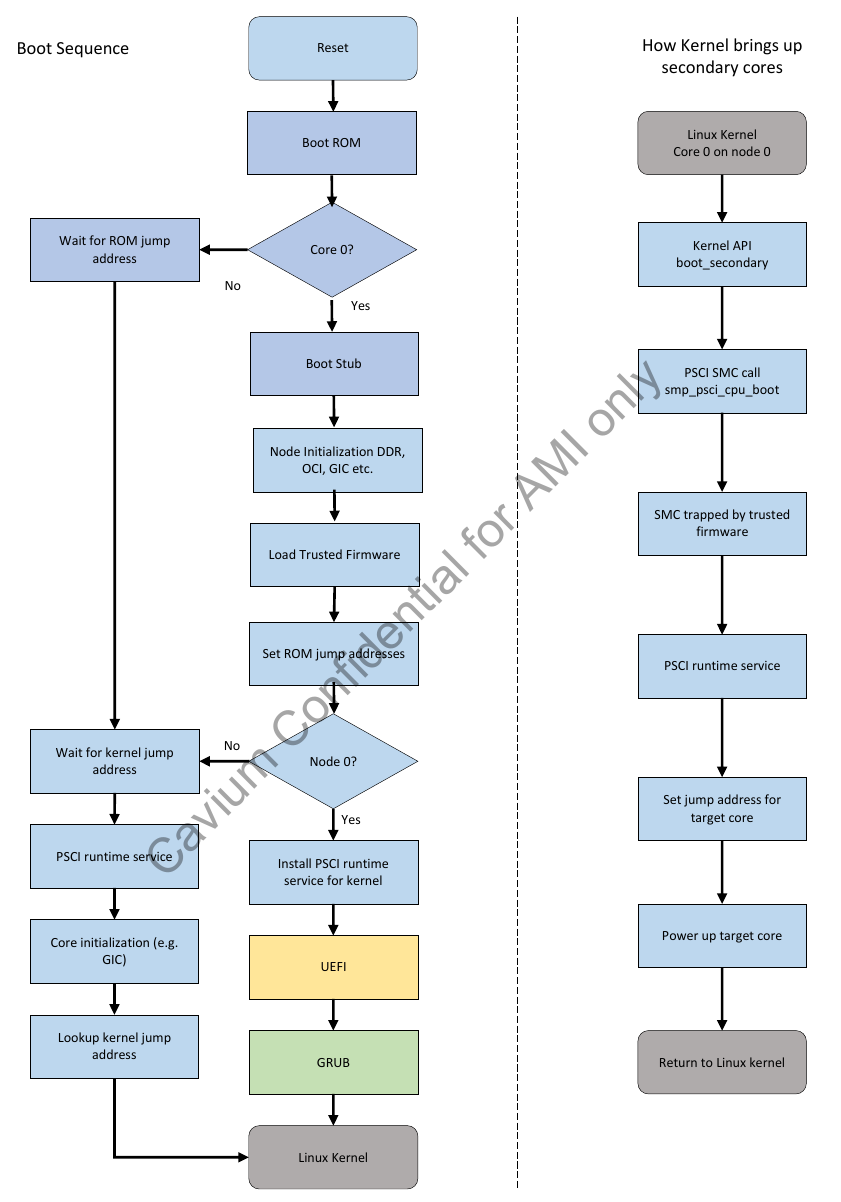 Boot Sequence
Reset
Boot ROM
Core 0?
No
Yes
Wait for ROM jump
address
Boot Stub
Node Initialization DDR,
OCI, GIC etc.
Load Trusted Firmware
Set ROM jump addresses
Node 0?
No
Yes
Wait for kernel jump
address
PSCI runtime service
Core initialization (e.g.
GIC)
Lookup kernel jump
address
Install PSCI runtime
service for kernel
UEFI
GRUB
Linux Kernel
How Kernel brings up
secondary cores
Linux Kernel
Core 0 on node 0
Kernel API
boot_secondary
PSCI SMC call
smp_psci_cpu_boot
SMC trapped by trusted
firmware
PSCI runtime service
Set jump address for
target core
Power up target core
Return to Linux kernel
Cavium Confidential for AMI only